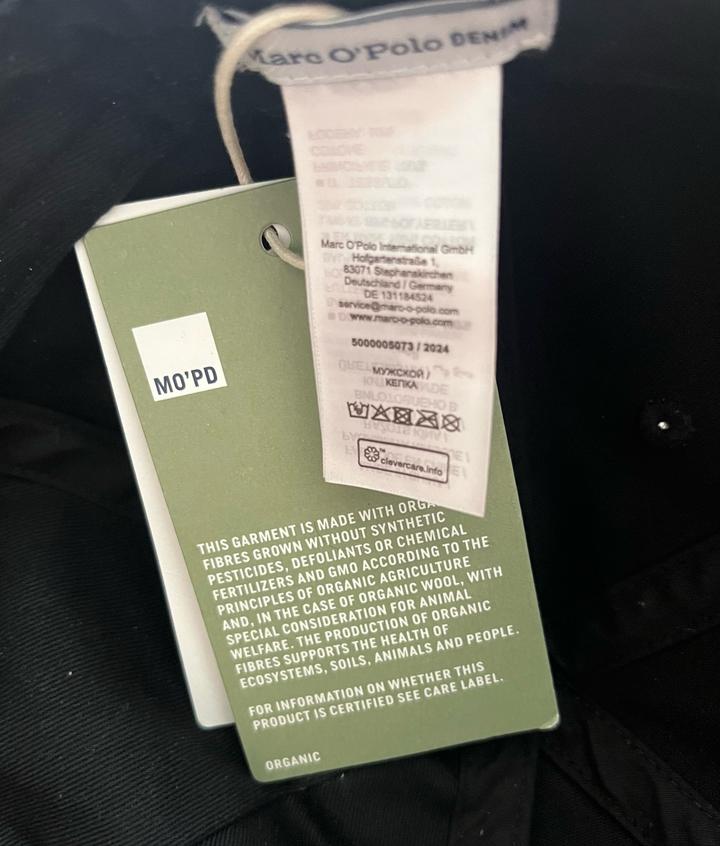 Marc O'Polo DENIM
Marc O'Polo International GmbH
Hofgartenstraße 1,
83071 Stephanskirchen
Deutschland / Germany
DE 131184524
service@marc-o-polo.com
www.marc-o-polo.com
5000005073 / 2024
МУЖСКОЙ /
КЕПКА
clevercare.info
MO'PD
THIS GARMENT IS MADE WITH
FIBRES GROWN WITHOUT SYNTHETIC
PESTICIDES, DEFOLIANTS OR CHEMICAL
FERTILIZERS AND GMO ACCORDING TO THE
PRINCIPLES OF ORGANIC AGRICULTURE
AND, IN THE CASE OF ORGANIC WOOL, WITH
SPECIAL CONSIDERATION FOR ANIMAL
WELFARE. THE PRODUCTION OF ORGANIC
FIBRES SUPPORTS THE HEALTH OF
ECOSYSTEMS, SOILS, ANIMALS AND PEOPLE.
FOR INFORMATION ON WHETHER THIS
PRODUCT IS CERTIFIED SEE CARE LABEL.
ORGANIC